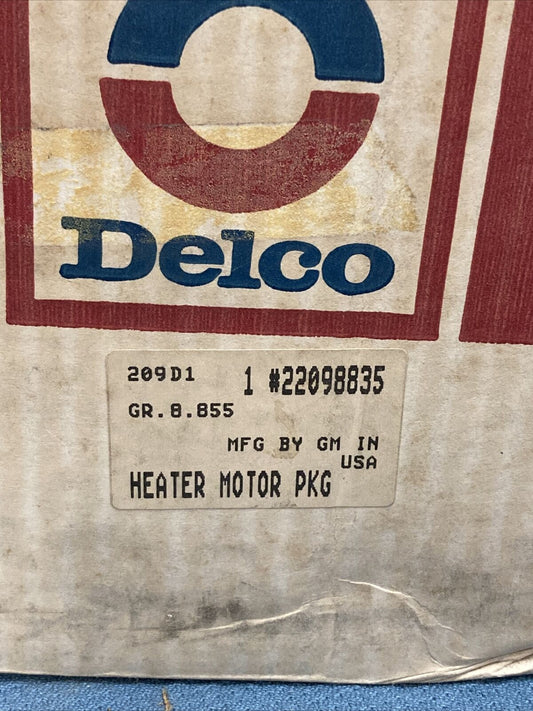 Delco
209D1 1 #22098835
GR.8.855
MFG BY GM IN
USA
HEATER MOTOR PKG